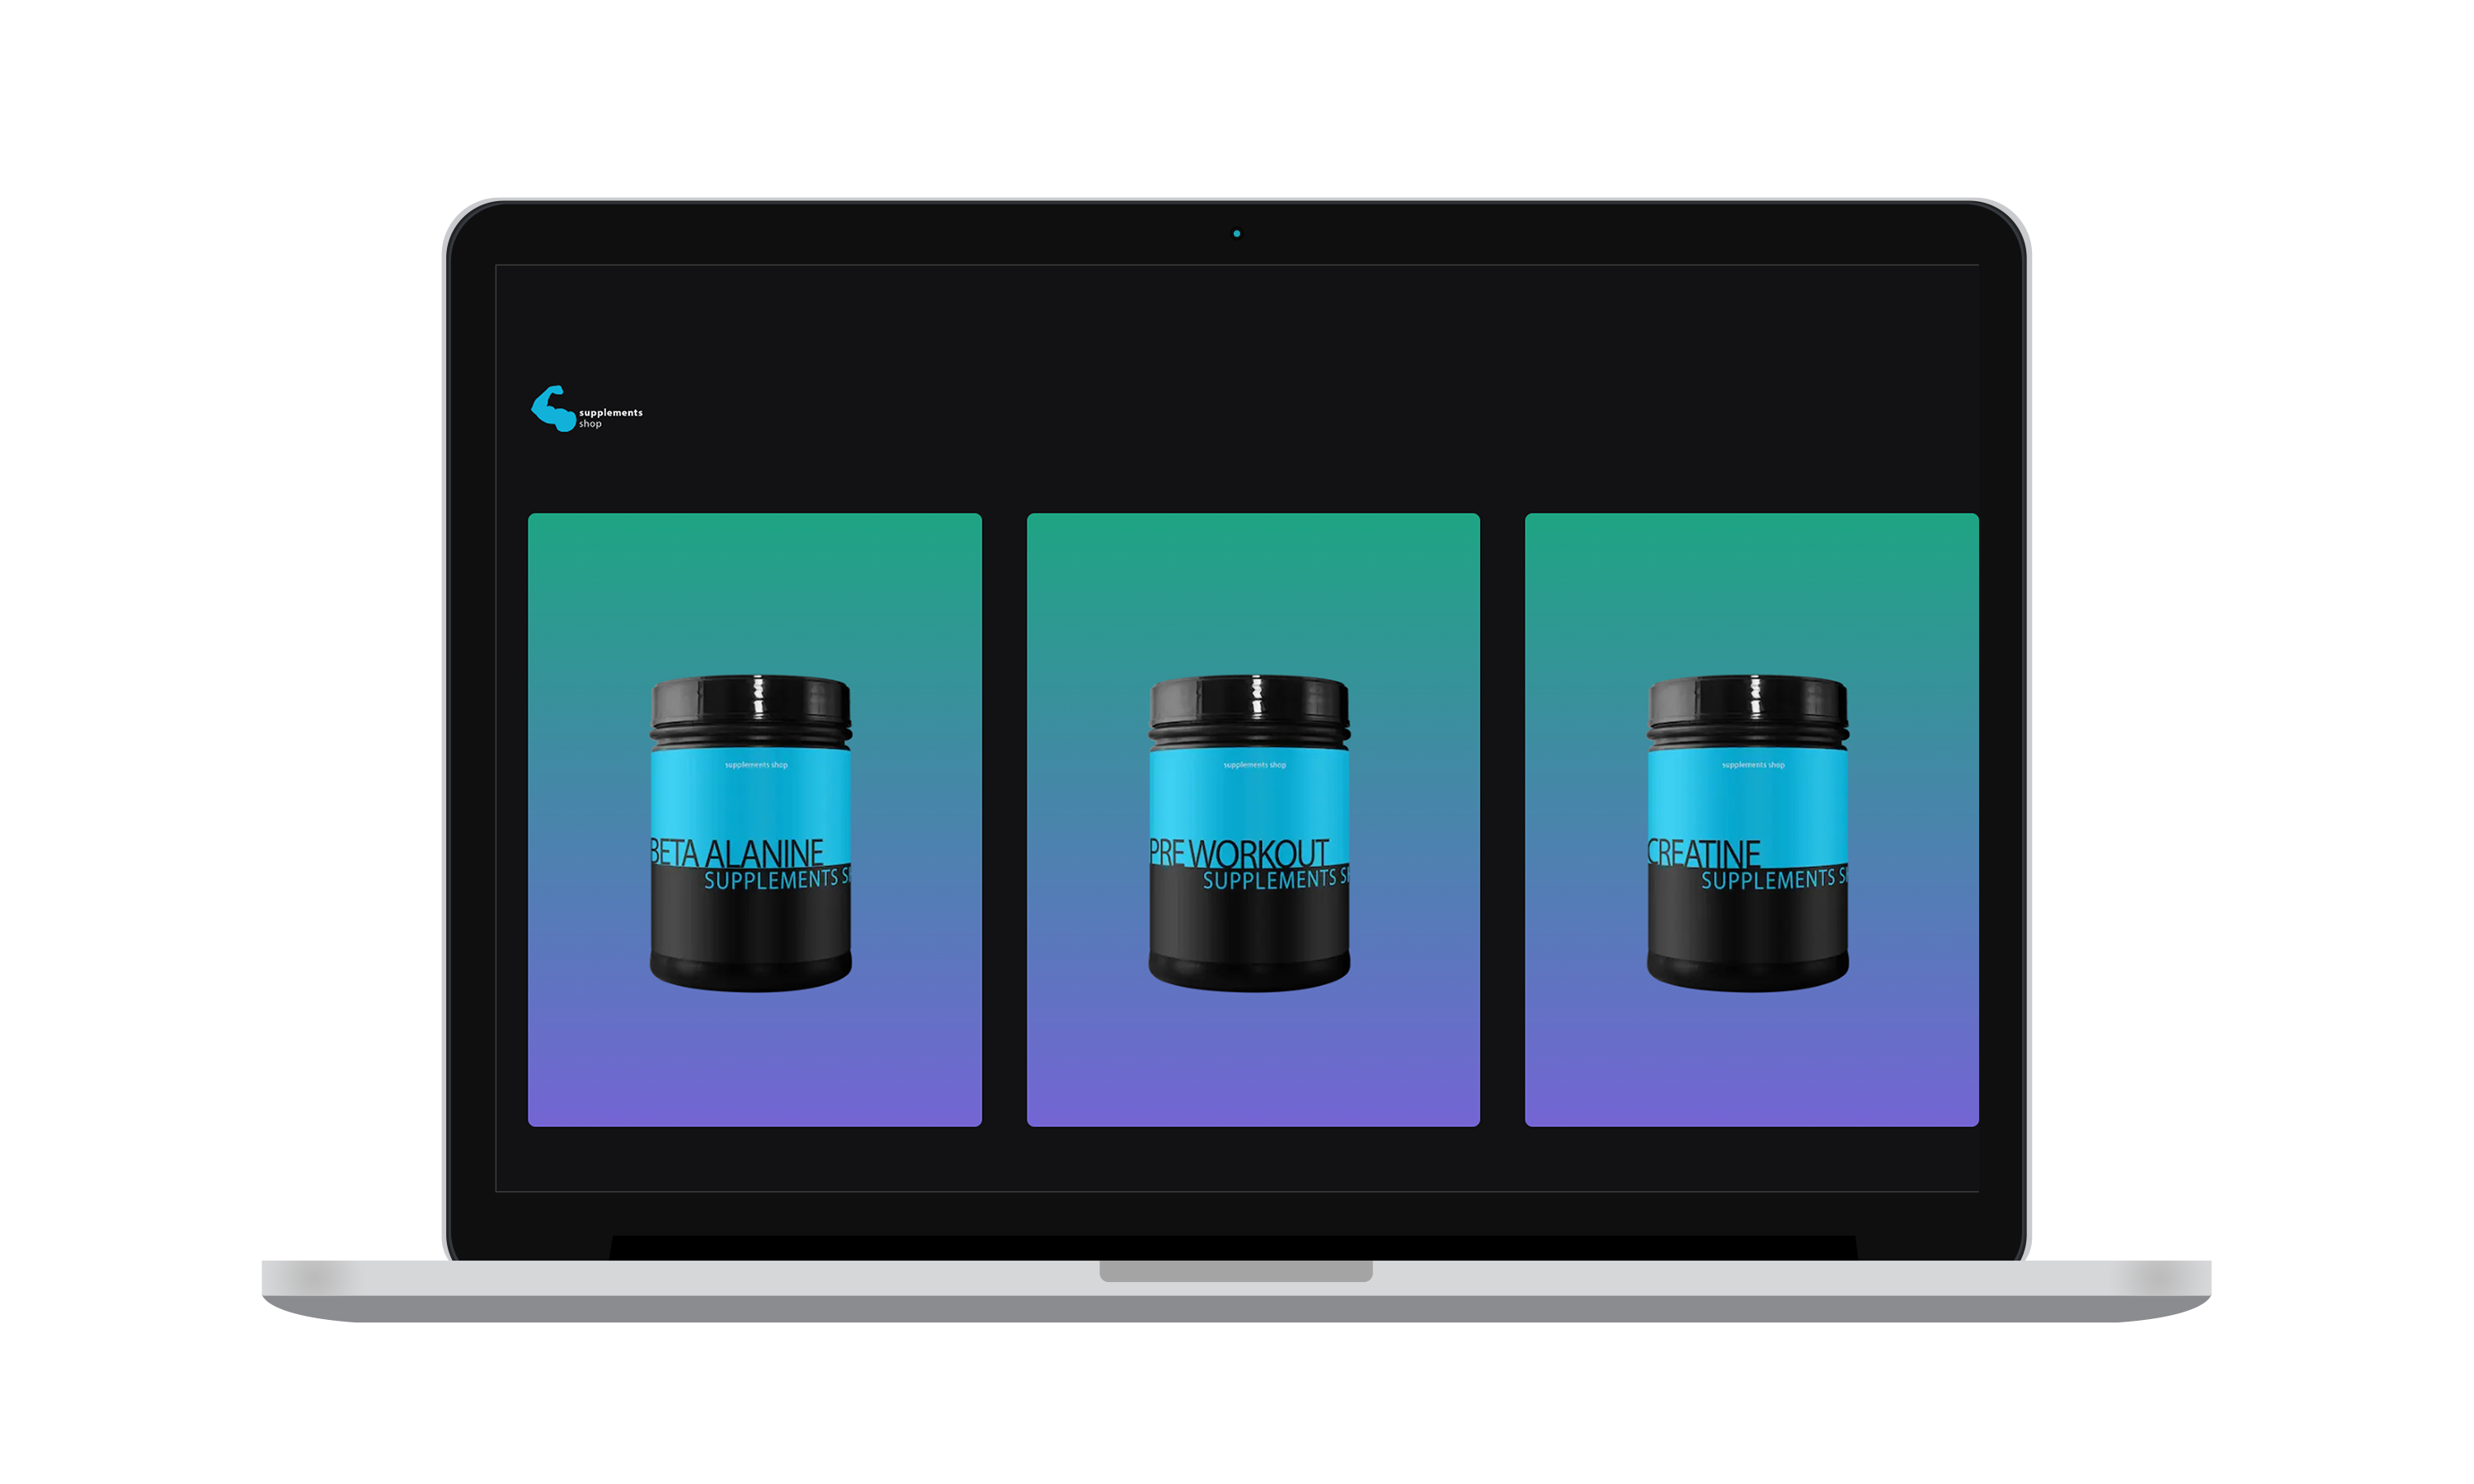 supplements
shop
supplements shop
BETA ALANINE
SUPPLEMENTS
supplements shop
PRE WORKOUT
SUPPLEMENTS
supplements shop
CREATINE
SUPPLEMENTS